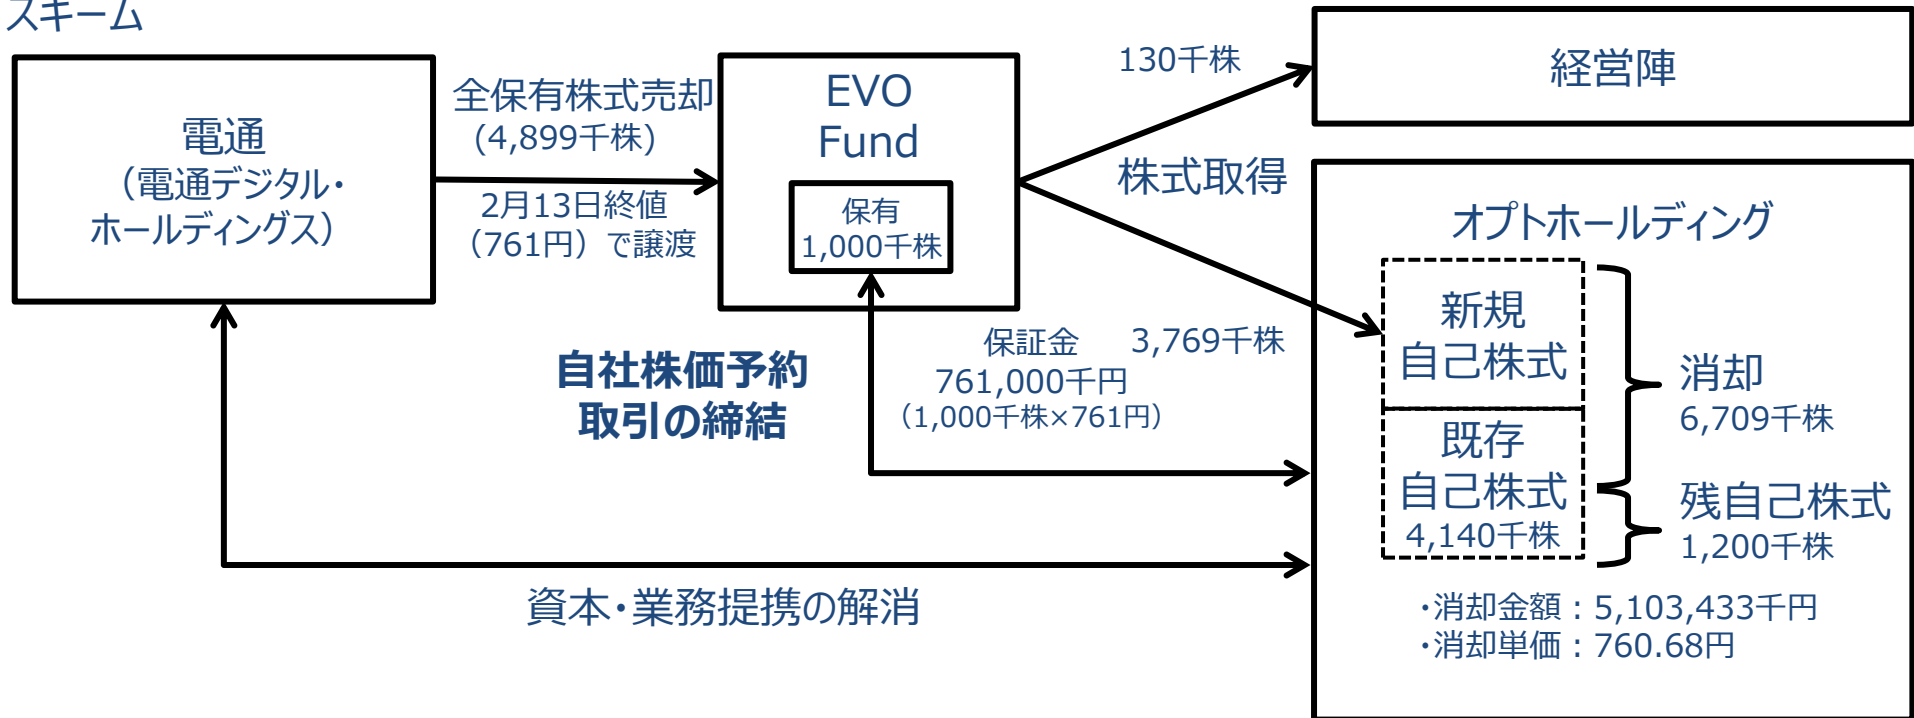 スキーム
電通
（電通デジタル・
ホールディングス）
全保有株式売却
(4,899千株)
2月13日終値
（761円）で譲渡
EVO
Fund
保有
1,000千株
130千株
経営陣
株式取得
3,769千株
オプトホールディング
新規
自己株式
既存
自己株式
4,140千株
消却
6,709千株
残自己株式
1,200千株
・消却金額：5,103,433千円
・消却単価：760.68円
自社株価予約
取引の締結
保証金
761,000千円
（1,000千株×761円）
資本・業務提携の解消